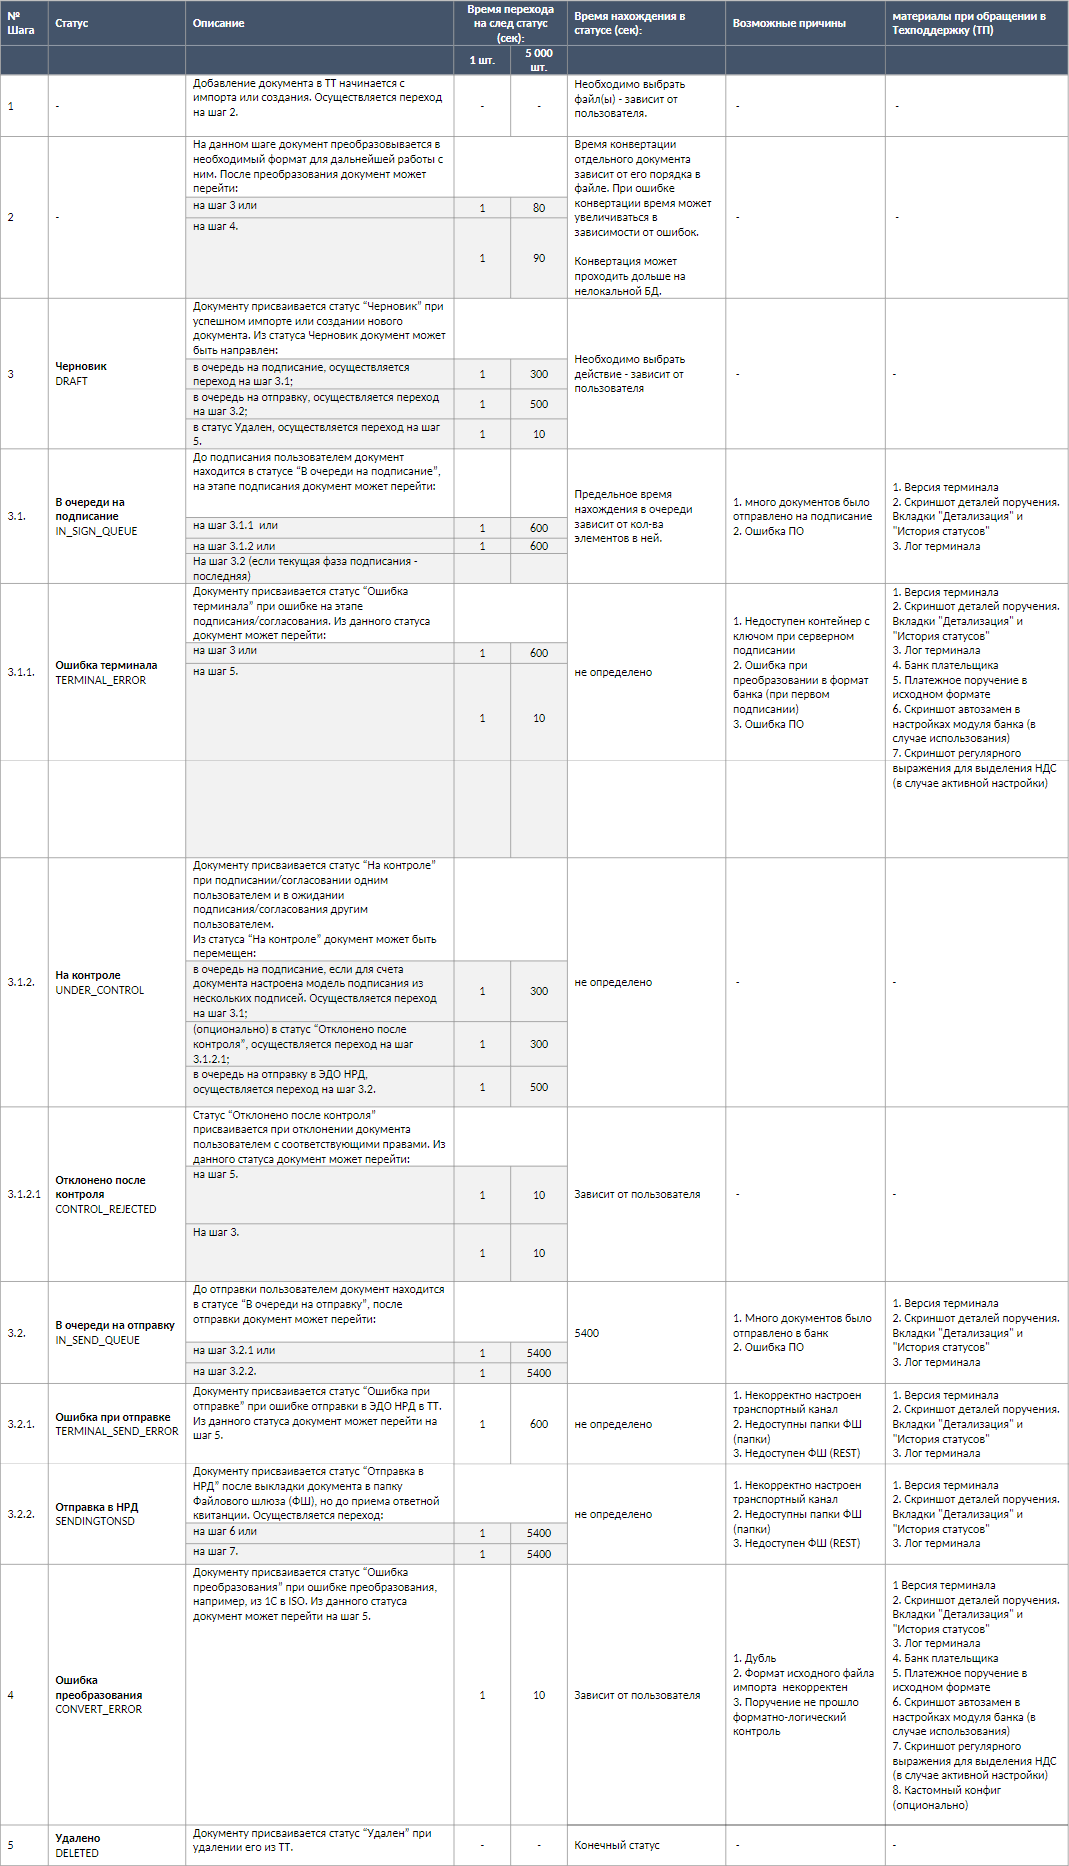 №
Шага
Статус
Описание
Время перехода
на след статус
(сек):
Время нахождения в
статусе (сек):
Возможные причины
материалы при обращении в
Техподдержку (ТП)
1 шт.
5 000
шт.
1
-
Добавление документа в ТТ начинается с
импорта или создания. Осуществляется переход
на шаг 2.
-
-
Необходимо выбрать
файл(ы) - зависит от
пользователя.
-
-
2
-
На данном шаге документ преобразовывается в
необходимый формат для дальнейшей работы с
ним. После преобразования документ может
перейти:
на шаг 3 или
1
80
на шаг 4.
1
90
Время конвертации
отдельного документа
зависит от его порядка в
файле. При ошибке
конвертации время может
увеличиваться в
зависимости от ошибок.
Конвертация может
проходить дольше на
нелокальной БД.
-
-
3
Черновик
DRAFT
Документу присваивается статус “Черновик” при
успешном импорте или создании нового
документа. Из статуса Черновик документ может
быть направлен:
в очередь на подписание, осуществляется
переход на шаг 3.1;
1
300
в очередь на отправку, осуществляется переход
на шаг 3.2;
1
500
в статус Удален, осуществляется переход на шаг
5.
1
10
Необходимо выбрать
действие - зависит от
пользователя
-
-
3.1.
В очереди на
подписание
IN_SIGN_QUEUE
До подписания пользователем документ
находится в статусе “В очереди на подписание”,
на этапе подписания документ может перейти:
на шаг 3.1.1 или
1
600
на шаг 3.1.2 или
1
600
На шаг 3.2 (если текущая фаза подписания -
последняя)
Предельное время
нахождения в очереди
зависит от кол-ва
элементов в ней.
1. много документов было
отправлено на подписание
2. Ошибка ПО
1. Версия терминала
2. Скриншот деталей поручения.
Вкладки "Детализация" и
"История статусов"
3. Лог терминала
3.1.1.
Ошибка терминала
TERMINAL_ERROR
Документу присваивается статус “Ошибка
терминала” при ошибке на этапе
подписания/согласования. Из данного статуса
документ может перейти:
на шаг 3 или
1
600
на шаг 5.
1
10
не определено
1. Недоступен контейнер с
ключом при серверном
подписании
2. Ошибка при
преобразовании в формат
банка (при первом
подписании)
3. Ошибка ПО
1. Версия терминала
2. Скриншот деталей поручения.
Вкладки "Детализация" и
"История статусов"
3. Лог терминала
4. Банк плательщика
5. Платежное поручение в
исходном формате
6. Скриншот автозамен в
настройках модуля банка (в
случае использования)
7. Скриншот регулярного
выражения для выделения НДС
(в случае активной настройки)
3.1.2.
На контроле
UNDER_CONTROL
Документу присваивается статус “На контроле”
при подписании/согласовании одним
пользователем и в ожидании
подписания/согласования другим
пользователем.
Из статуса “На контроле” документ может быть
перемещен:
в очередь на подписание, если для счета
документа настроена модель подписания из
нескольких подписей. Осуществляется переход
на шаг 3.1;
1
300
(опционально) в статус “Отклонено после
контроля”, осуществляется переход на шаг
3.1.2.1;
1
300
в очередь на отправку в ЭДО НРД,
осуществляется переход на шаг 3.2.
1
500
не определено
-
-
3.1.2.1
Отклонено после
контроля
CONTROL_REJECTED
Статус “Отклонено после контроля”
присваивается при отклонении документа
пользователем с соответствующими правами. Из
данного статуса документ может перейти:
на шаг 5.
1
10
На шаг 3.
1
10
Зависит от пользователя
-
-
3.2.
В очереди на отправку
IN_SEND_QUEUE
До отправки пользователем документ находится
в статусе “В очереди на отправку”, после
отправки документ может перейти:
на шаг 3.2.1 или
1
5400
на шаг 3.2.2.
1
5400
5400
1. Много документов было
отправлено в банк
2. Ошибка ПО
1. Версия терминала
2. Скриншот деталей поручения.
Вкладки "Детализация" и
"История статусов"
3. Лог терминала
3.2.1.
Ошибка при отправке
TERMINAL_SEND_ERROR
Документу присваивается статус “Ошибка при
отправке” при ошибке отправки в ЭДО НРД в ТТ.
Из данного статуса документ может перейти на
шаг 5.
1
600
не определено
1. Некорректно настроен
транспортный канал
2. Недоступны папки ФШ
(папки)
3. Недоступен ФШ (REST)
1. Версия терминала
2. Скриншот деталей поручения.
Вкладки "Детализация" и
"История статусов"
3. Лог терминала
3.2.2.
Отправка в НРД
SENDINGTONSD
Документу присваивается статус “Отправка в
НРД” после выкладки документа в папку
Файлового шлюза (ФШ), но до приема ответной
квитанции. Осуществляется переход:
на шаг 6 или
1
5400
на шаг 7.
1
5400
не определено
1. Некорректно настроен
транспортный канал
2. Недоступны папки ФШ
(папки)
3. Недоступен ФШ (REST)
1. Версия терминала
2. Скриншот деталей поручения.
Вкладки "Детализация" и
"История статусов"
3. Лог терминала
4
Ошибка
преобразования
CONVERT_ERROR
Документу присваивается статус “Ошибка
преобразования” при ошибке преобразования,
например, из 1С в ISO. Из данного статуса
документ может перейти на шаг 5.
1
10
Зависит от пользователя
1. Дубль
2. Формат исходного файла
импорта некорректен
3. Поручение не прошло
форматно-логический
контроль
1 Версия терминала
2. Скриншот деталей поручения.
Вкладки "Детализация" и
"История статусов"
3. Лог терминала
4. Банк плательщика
5. Платежное поручение в
исходном формате
6. Скриншот автозамен в
настройках модуля банка (в
случае использования)
7. Скриншот регулярного
выражения для выделения НДС
(в случае активной настройки)
8. Кастомный конфиг
(опционально)
5
Удалено
DELETED
Документу присваивается статус “Удален” при
удалении его из ТТ.
-
-
Конечный статус
-
-